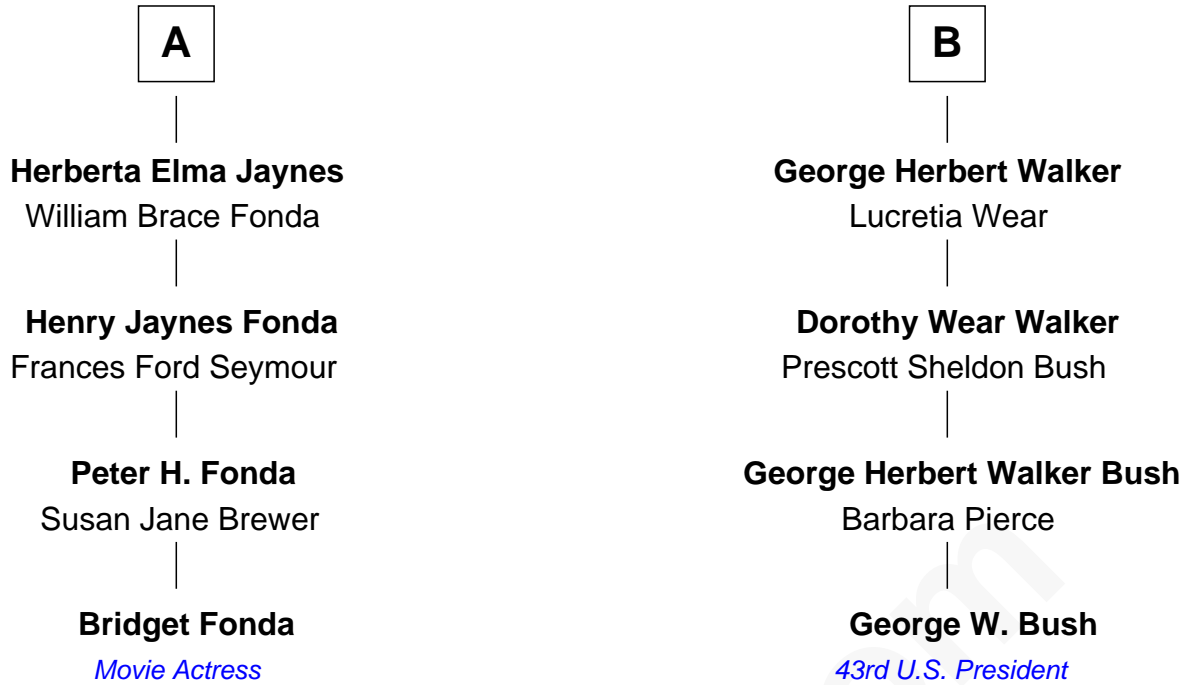 A
Herberta Elma Jaynes
William Brace Fonda
Henry Jaynes Fonda
Frances Ford Seymour
Peter H. Fonda
Susan Jane Brewer
Bridget Fonda
Movie Actress
B
George Herbert Walker
Lucretia Wear
Dorothy Wear Walker
Prescott Sheldon Bush
George Herbert Walker Bush
Barbara Pierce
George W. Bush
43rd U.S. President